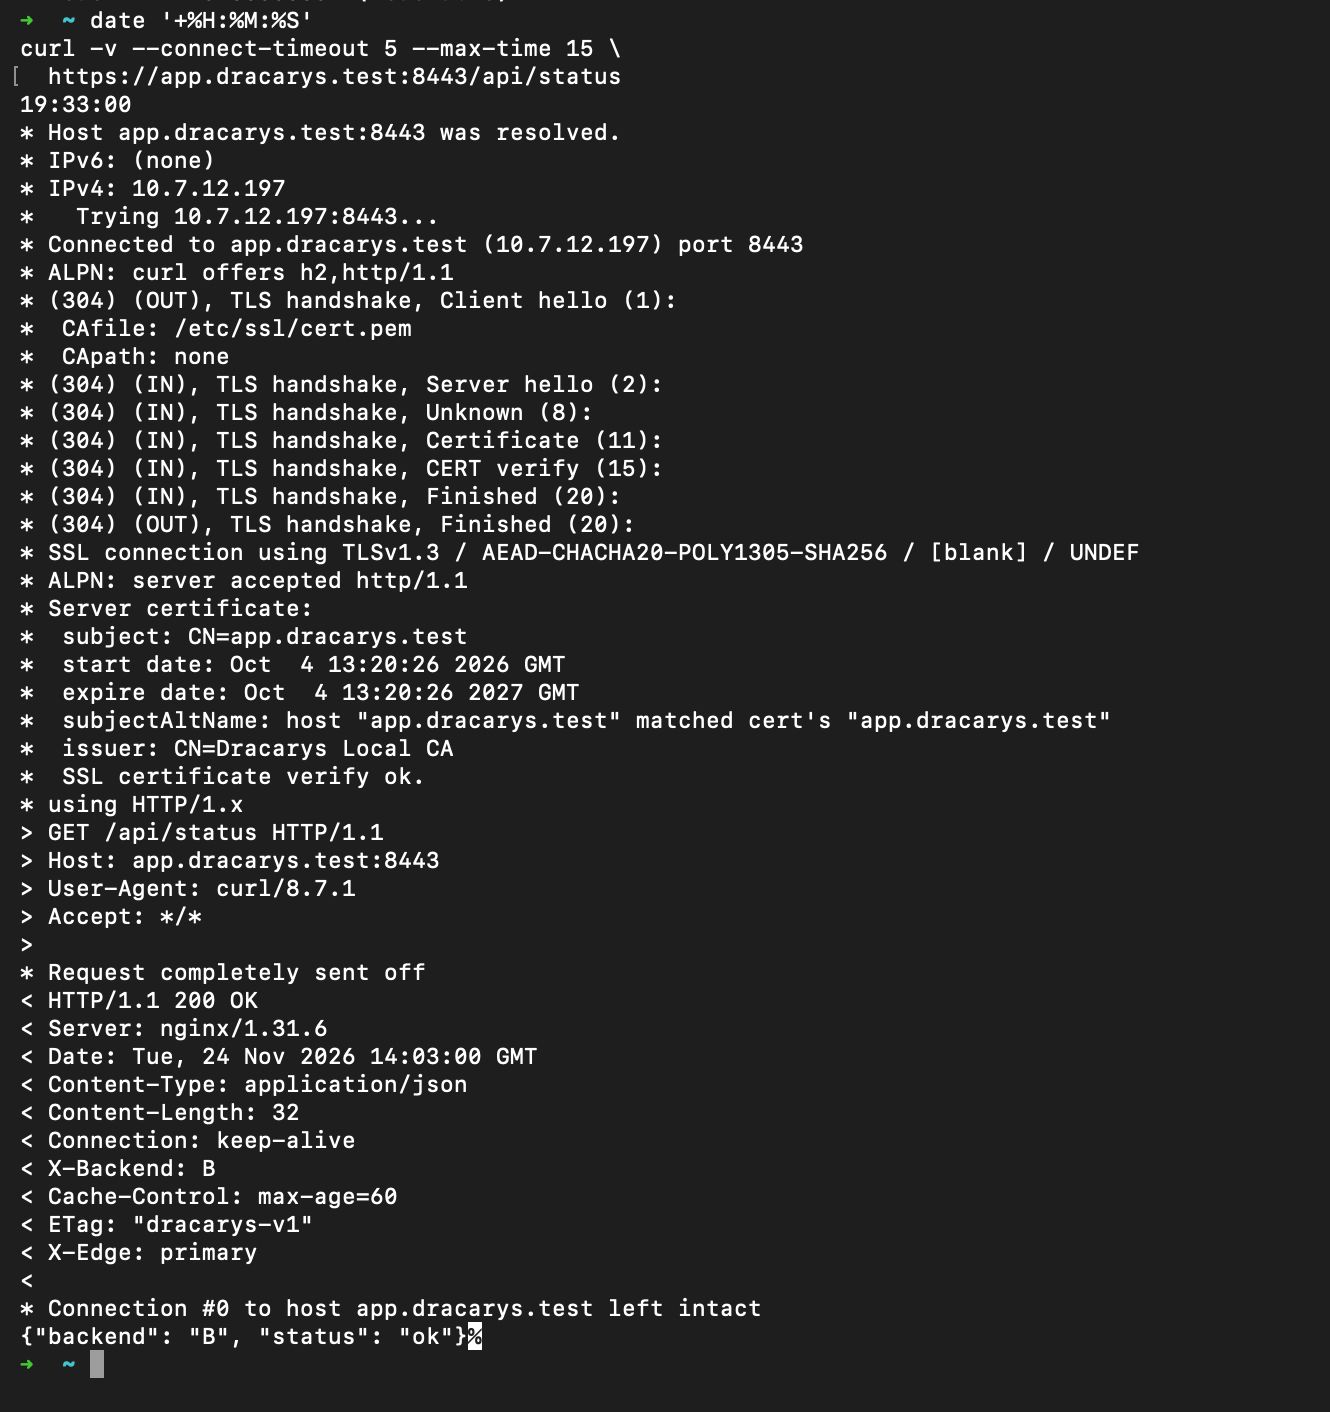 ➜  ~ date '+%H:%M:%S'
curl -v --connect-timeout 5 --max-time 15 \
[  https://app.dracarys.test:8443/api/status
19:33:00
* Host app.dracarys.test:8443 was resolved.
* IPv6: (none)
* IPv4: 10.7.12.197
*   Trying 10.7.12.197:8443...
* Connected to app.dracarys.test (10.7.12.197) port 8443
* ALPN: curl offers h2,http/1.1
* (304) (OUT), TLS handshake, Client hello (1):
*  CAfile: /etc/ssl/cert.pem
*  CApath: none
* (304) (IN), TLS handshake, Server hello (2):
* (304) (IN), TLS handshake, Unknown (8):
* (304) (IN), TLS handshake, Certificate (11):
* (304) (IN), TLS handshake, CERT verify (15):
* (304) (IN), TLS handshake, Finished (20):
* (304) (OUT), TLS handshake, Finished (20):
* SSL connection using TLSv1.3 / AEAD-CHACHA20-POLY1305-SHA256 / [blank] / UNDEF
* ALPN: server accepted http/1.1
* Server certificate:
*  subject: CN=app.dracarys.test
*  start date: Oct  4 13:20:26 2026 GMT
*  expire date: Oct  4 13:20:26 2027 GMT
*  subjectAltName: host "app.dracarys.test" matched cert's "app.dracarys.test"
*  issuer: CN=Dracarys Local CA
*  SSL certificate verify ok.
* using HTTP/1.x
> GET /api/status HTTP/1.1
> Host: app.dracarys.test:8443
> User-Agent: curl/8.7.1
> Accept: */*
>
* Request completely sent off
< HTTP/1.1 200 OK
< Server: nginx/1.31.6
< Date: Tue, 24 Nov 2026 14:03:00 GMT
< Content-Type: application/json
< Content-Length: 32
< Connection: keep-alive
< X-Backend: B
< Cache-Control: max-age=60
< ETag: "dracarys-v1"
< X-Edge: primary
<
* Connection #0 to host app.dracarys.test left intact
{"backend": "B", "status": "ok"}%
➜  ~